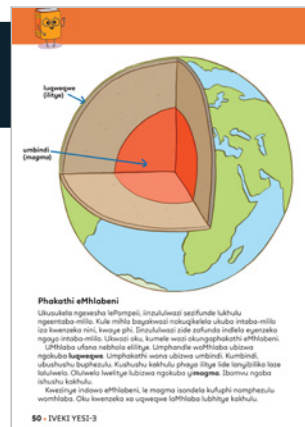 luqweqwe
(ilitye)
umbindi
(magma)
Phakathi eMhlabeni
Ukusukela ngexesha lePompeii, iinzululwazi sezifunde lukhulu
ngeentaba-mlilo. Kule mihla bayakwazi nokuqikelela ukuba intaba-mlilo
iza kwenzeka nini, kwaye phi. Iinzululwazi zide zafunda indlela eyenzeka
ngayo intaba-mlilo. Ukwazi oku, kumele wazi okungaphakathi eMhlabeni.
UMhlaba ufana nebhola elilitye. Umphandle woMhlaba ubizwa
ngokuba luqweqwe. Umphakathi wona ubizwa umbindi. Kumbindi,
ubushushu buphezulu. Kushushu kakhulu phaya ilitye lide lanyibilika laze
lalulwelo. Olulwelo lwelitye lubizwa ngokuba yimagma. Ibomvu ngoba
ishushu kakhulu.
Kwezinye indawo eMhlabeni, le magma isondela kufuphi nomphezulu
womhlaba. Oku kwenzeka xa uqweqwe loMhlaba lubhitye kakhulu.
50 • IVEKI YESI-3